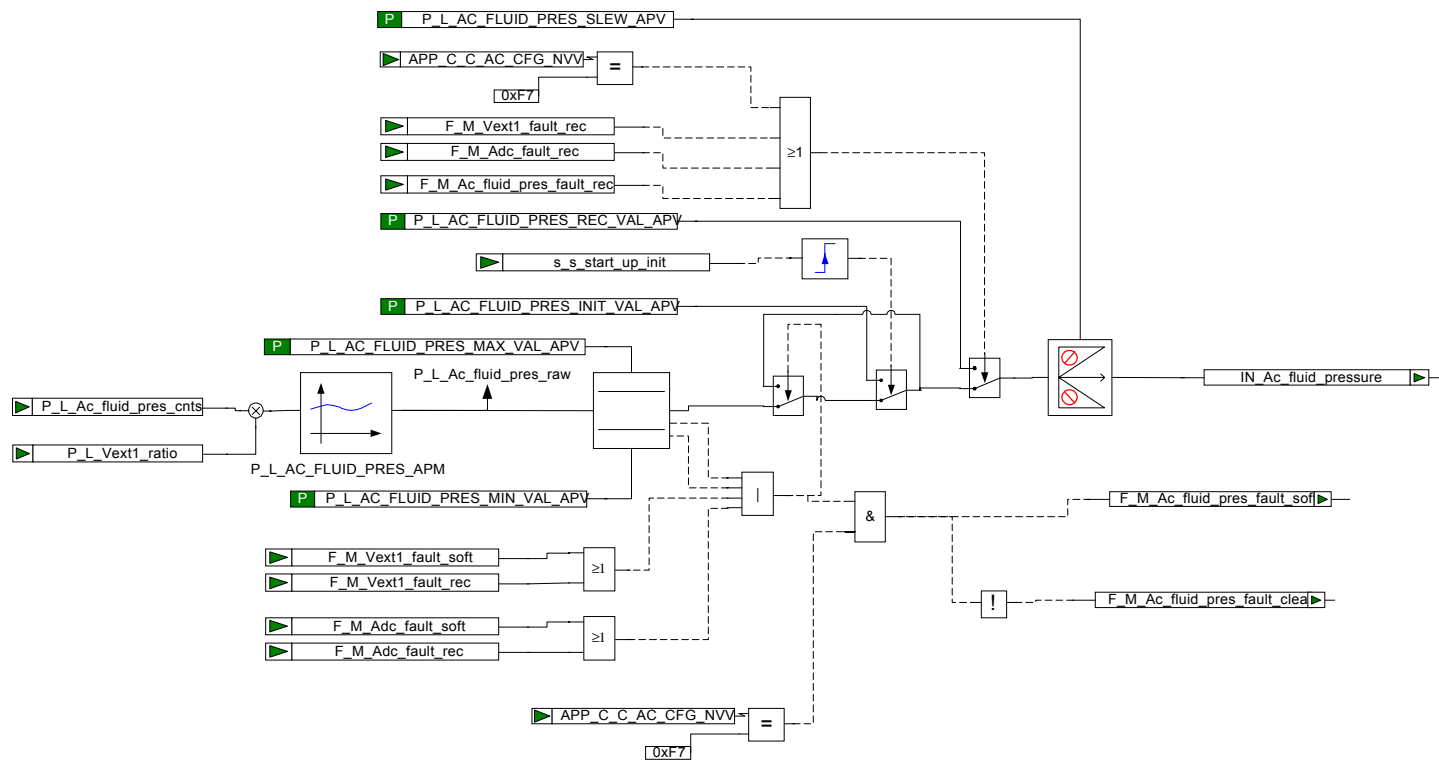 P P_L_AC_FLUID_PRES_SLEW_APV
APP_C_C_AC_CFG_NVV
=
0xF7
F_M_Vext1_fault_rec
F_M_Adc_fault_rec
≥1
F_M_Ac_fluid_pres_fault_rec
P P_L_AC_FLUID_PRES_REC_VAL_APV
s_s_start_up_init
P P_L_AC_FLUID_PRES_INIT_VAL_APV
P P_L_AC_FLUID_PRES_MAX_VAL_APV
P_L_Ac_fluid_pres_raw
IN_Ac_fluid_pressure
P_L_Ac_fluid_pres_cnts
P_L_Vext1_ratio
P_L_AC_FLUID_PRES_APM
P P_L_AC_FLUID_PRES_MIN_VAL_APV
|
F_M_Ac_fluid_pres_fault_sof
&
F_M_Vext1_fault_soft
≥1
F_M_Vext1_fault_rec
!
F_M_Ac_fluid_pres_fault_clea
F_M_Adc_fault_soft
≥1
F_M_Adc_fault_rec
APP_C_C_AC_CFG_NVV
=
0xF7